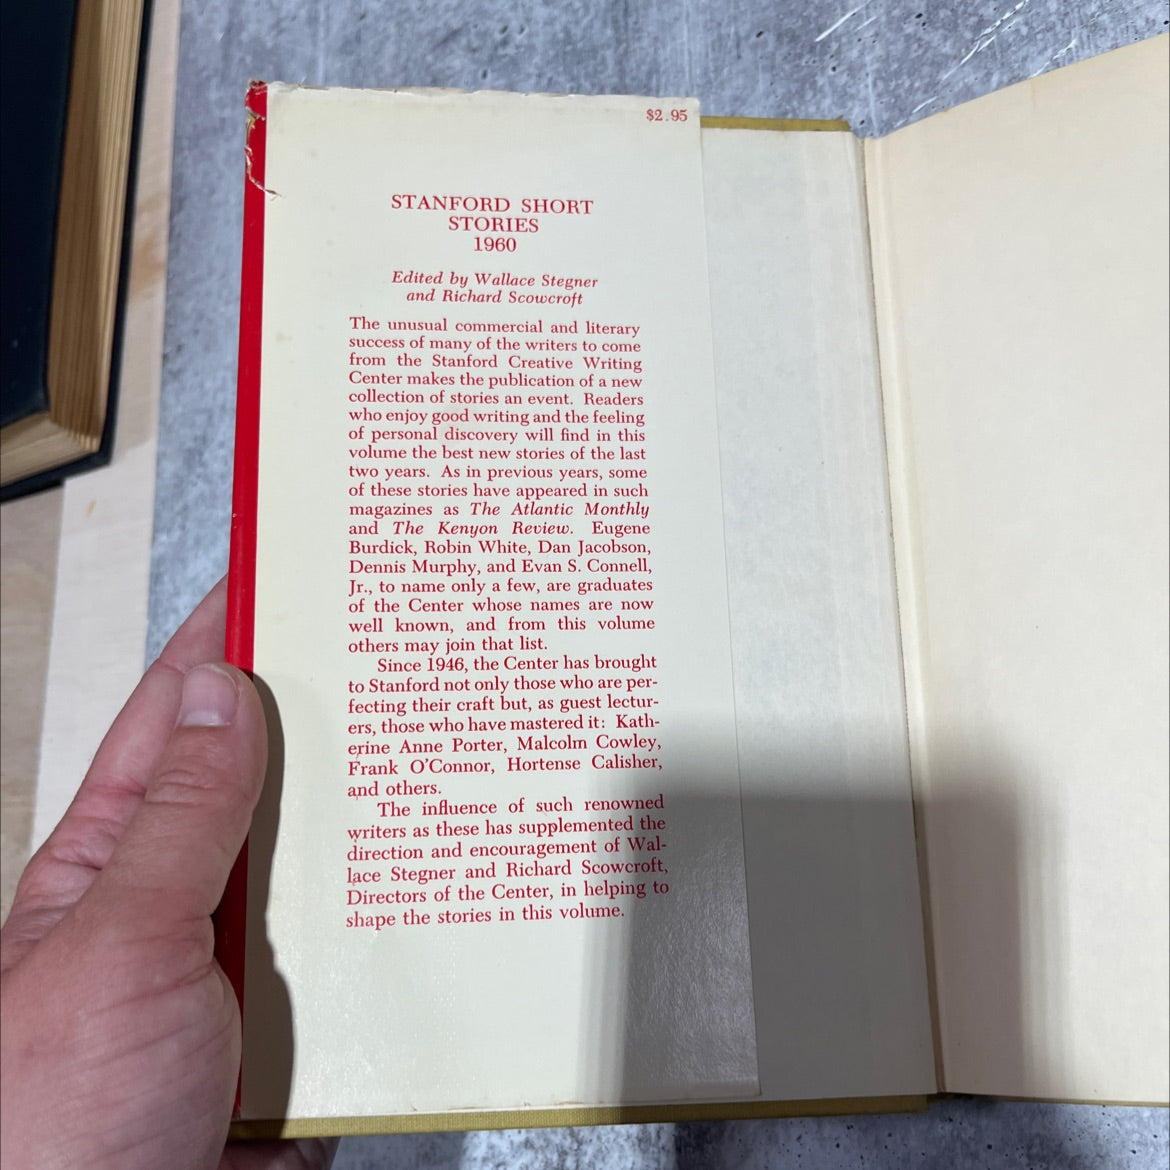 $2.95
STANFORD SHORT
STORIES
1960
Edited by Wallace Stegner
and Richard Scowcroft
The unusual commercial and literary
success of many of the writers to come
from the Stanford Creative Writing
Center makes the publication of a new
collection of stories an event. Readers
who enjoy good writing and the feeling
of personal discovery will find in this
volume the best new stories of the last
two years. As in previous years, some
of these stories have appeared in such
magazines as The Atlantic Monthly
and The Kenyon Review. Eugene
Burdick, Robin White, Dan Jacobson,
Dennis Murphy, and Evan S. Connell,
Jr., to name only a few, are graduates
of the Center whose names are now
well known, and from this volume
others may join that list.
Since 1946, the Center has brought
to Stanford not only those who are per-
fecting their craft but, as guest lectur-
ers, those who have mastered it: Kath-
erine Anne Porter, Malcolm Cowley,
Frank O'Connor, Hortense Calisher,
and others.
The influence of such renowned
writers as these has supplemented the
direction and encouragement of Wal-
lace Stegner and Richard Scowcroft,
Directors of the Center, in helping to
shape the stories in this volume.